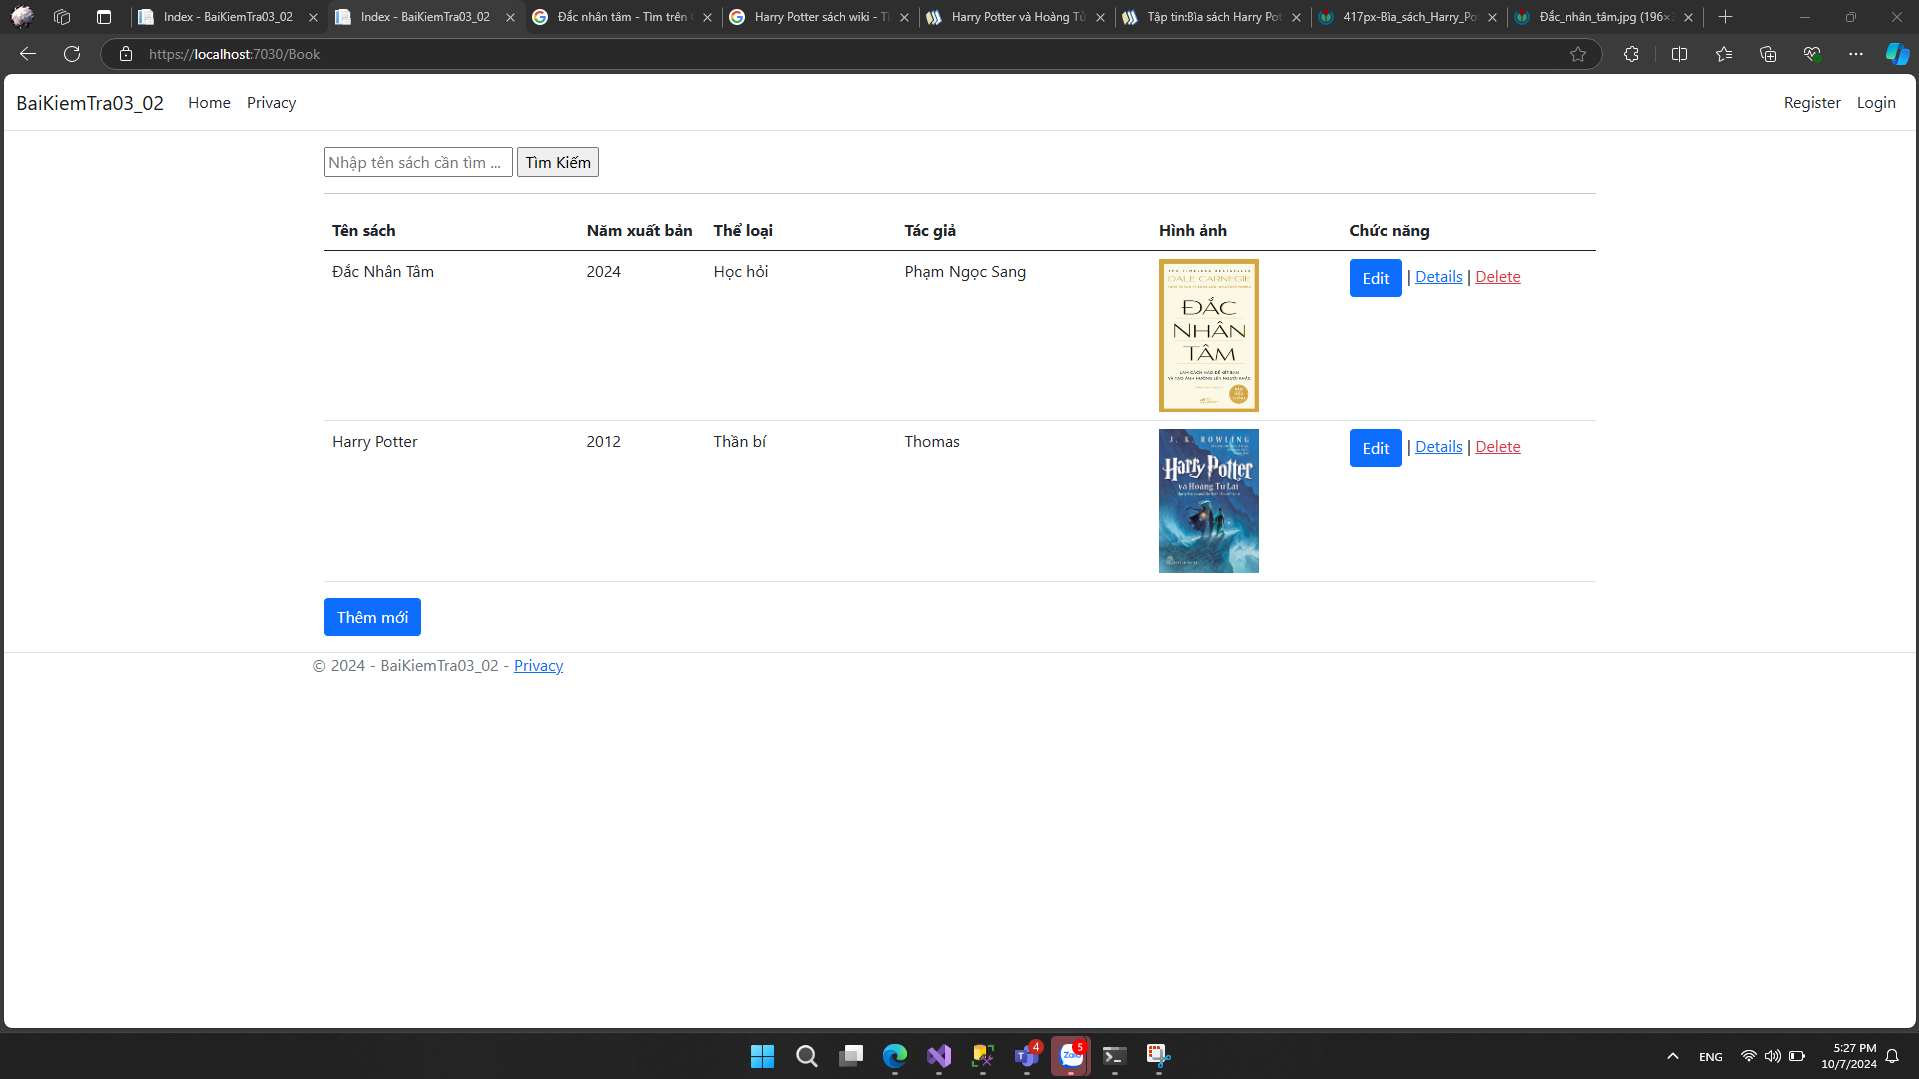 Index - BaiKiemTra03_02
Index - BaiKiemTra03_02
Đắc nhân tâm - Tìm trên
Harry Potter sách wiki - T
Harry Potter và Hoàng Tử
Tập tin:Bìa sách Harry Pot
417px-Bìa_sách_Harry_Po
Đắc_nhân_tâm.jpg (196×
https://localhost:7030/Book
BaiKiemTra03_02 Home Privacy Register Login
Nhập tên sách cần tìm ... Tìm Kiếm
Tên sách Năm xuất bản Thể loại Tác giả Hình ảnh Chức năng
Đắc Nhân Tâm 2024 Học hỏi Phạm Ngọc Sang Edit | Details | Delete
DALE CARNEGIE
ĐẮC
NHÂN
TÂM
Harry Potter 2012 Thần bí Thomas Edit | Details | Delete
J. K. ROWLING
Harry Potter
và Hoàng Tử Lai
Thêm mới
© 2024 - BaiKiemTra03_02 - Privacy
4
Zalo
5
ENG
5:27 PM
10/7/2024